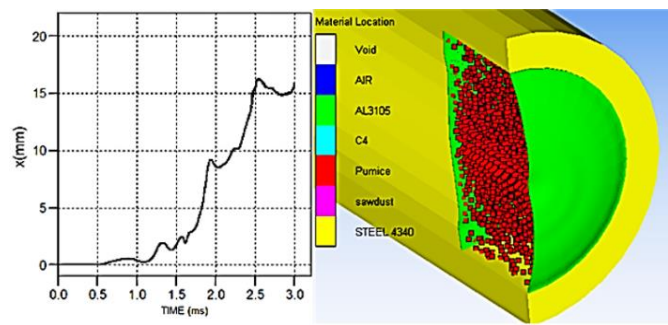 20
15
10
5
0
x(mm)
0.0 0.5 1.0 1.5 2.0 2.5 3.0
TIME (ms)
Material Location
Void
AIR
AL3105
C4
Pumice
sawdust
STEEL 4340